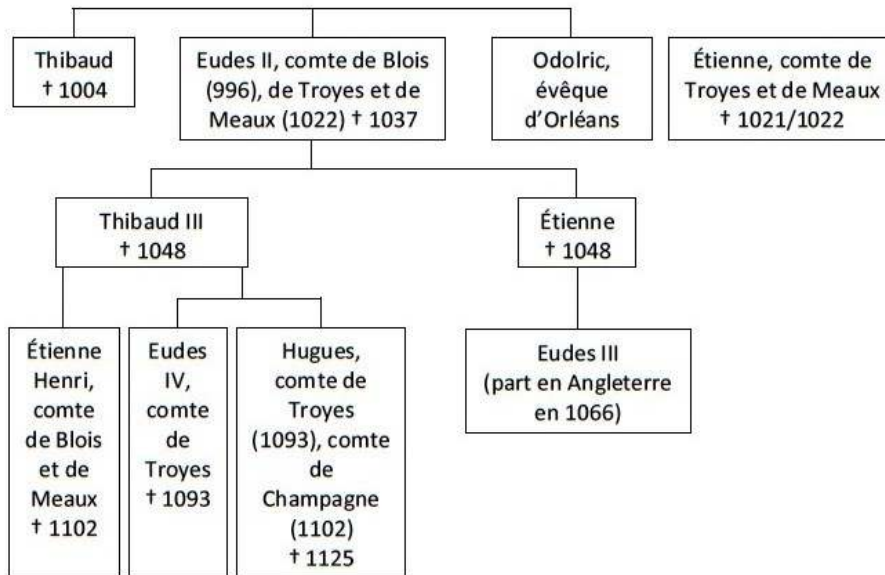 Thibaud
† 1004
Eudes II, comte de Blois
(996), de Troyes et de
Meaux (1022) † 1037
Odolric,
évêque
d’Orléans
Étienne, comte de
Troyes et de Meaux
† 1021/1022
Thibaud III
† 1048
Étienne
† 1048
Étienne
Henri,
comte
de Blois
et de
Meaux
† 1102
Eudes
IV,
comte
de
Troyes
† 1093
Hugues,
comte de
Troyes
(1093), comte
de
Champagne
(1102)
† 1125
Eudes III
(part en Angleterre
en 1066)